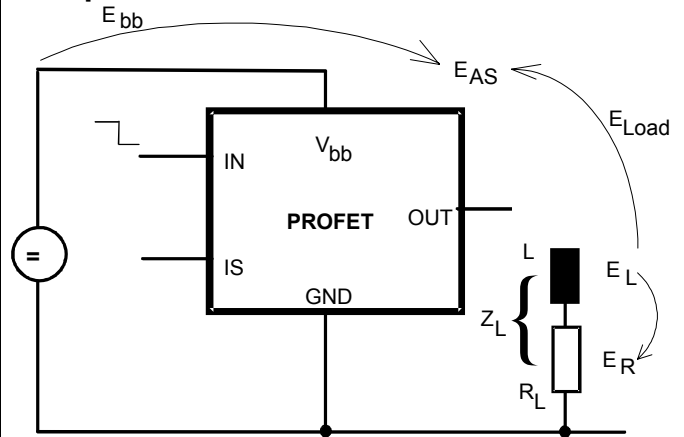 E bb
E AS
E Load
V bb
IN
PROFET
OUT
IS
GND
=
L
E L
Z L {
E R
R L